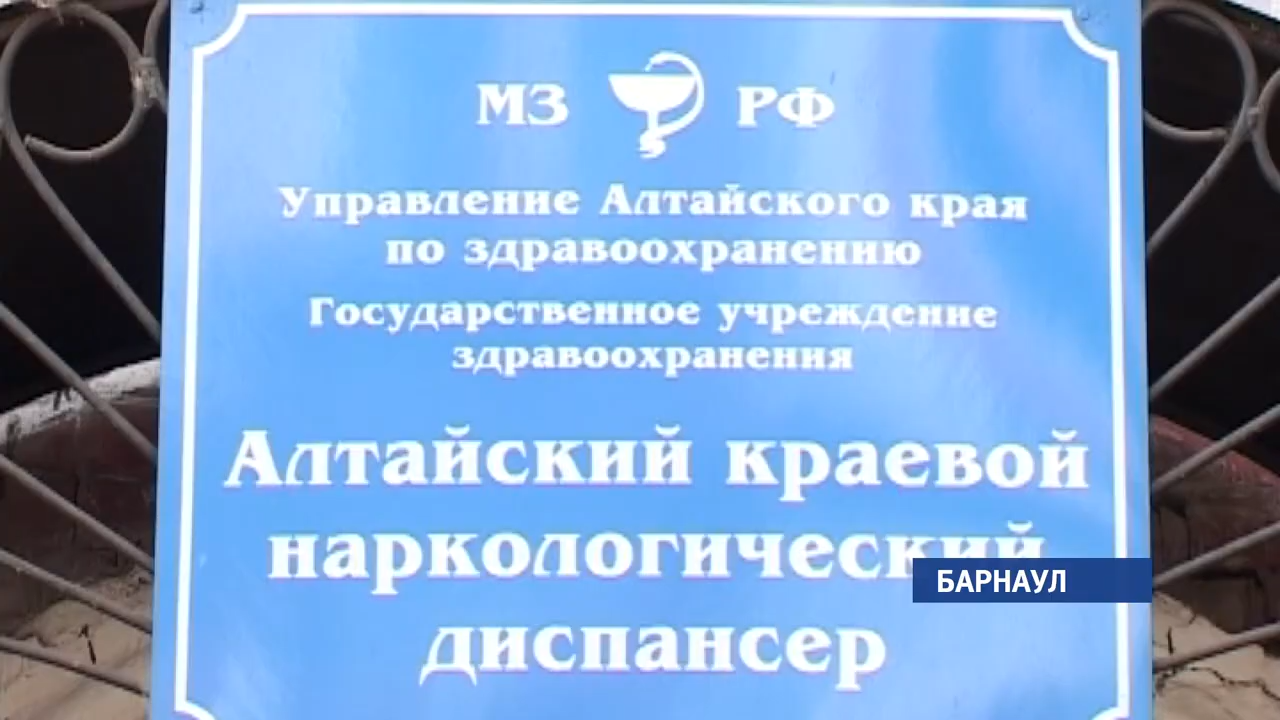 МЗ РФ
Управление Алтайского края
по здравоохранению
Государственное учреждение
здравоохранения
Алтайский краевой
наркологический
диспансер
БАРНАУЛ